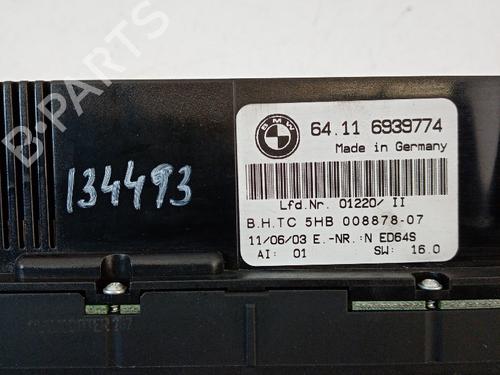 B-PARTS
134493
BMW
64.11 6939774
Made in Germany
Lfd.Nr. 01220/ II
B.H.TC 5HB 008878-07
11/06/03 E.-NR.:N ED64S
AI: 01 SW: 16.0